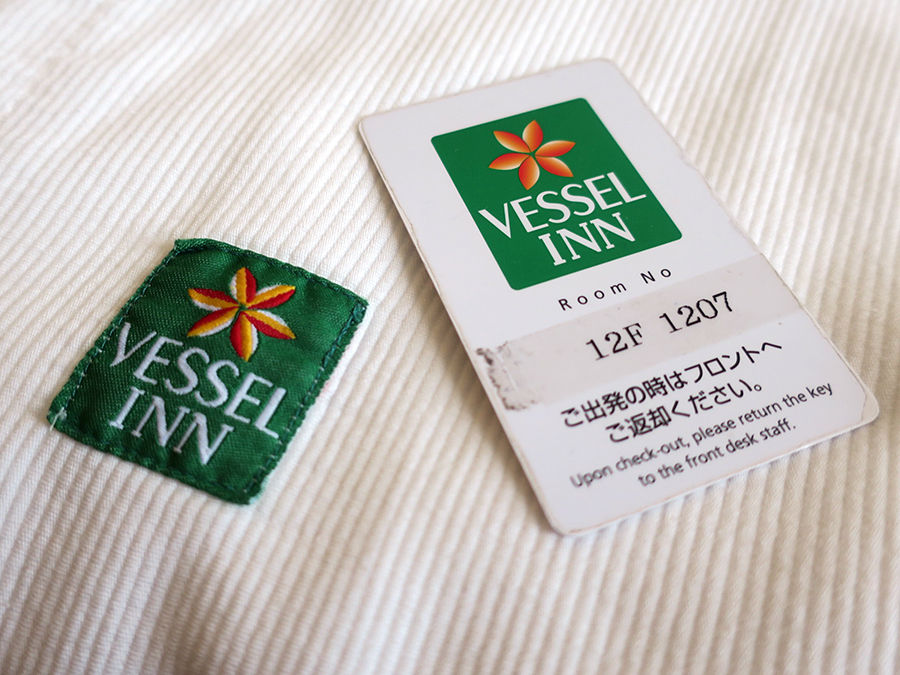 VESSEL
INN
VESSEL
INN
Room No
12F 1207
ご出発の時はフロントへ
ご返却ください。
Upon check-out, please return the key
to the front desk staff.